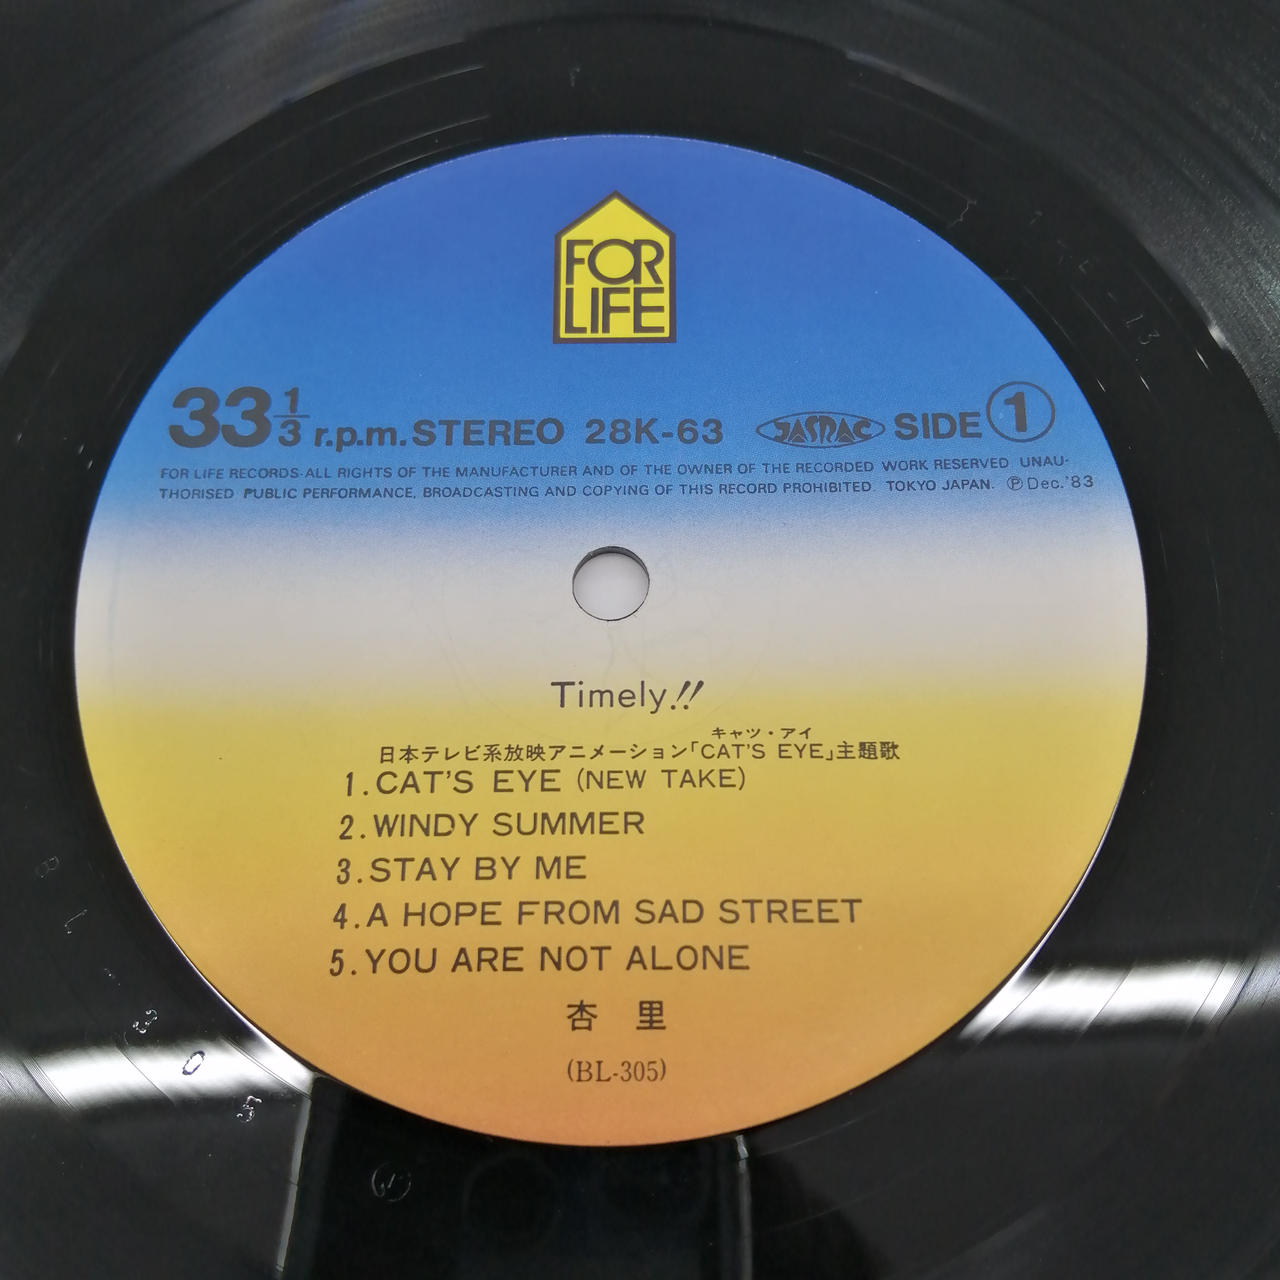 FOR
LIFE
33 1/3 r.p.m. STEREO 28K-63 JASRAC SIDE 1
FOR LIFE RECORDS·ALL RIGHTS OF THE MANUFACTURER AND OF THE OWNER OF THE RECORDED WORK RESERVED UNAU-
THORISED PUBLIC PERFORMANCE, BROADCASTING AND COPYING OF THIS RECORD PROHIBITED. TOKYO JAPAN. ℗Dec.'83
Timely!!
キャッツ・アイ
日本テレビ系放映アニメーション「CAT'S EYE」主題歌
1. CAT'S EYE (NEW TAKE)
2. WINDY SUMMER
3. STAY BY ME
4. A HOPE FROM SAD STREET
5. YOU ARE NOT ALONE
杏 里
(BL-305)